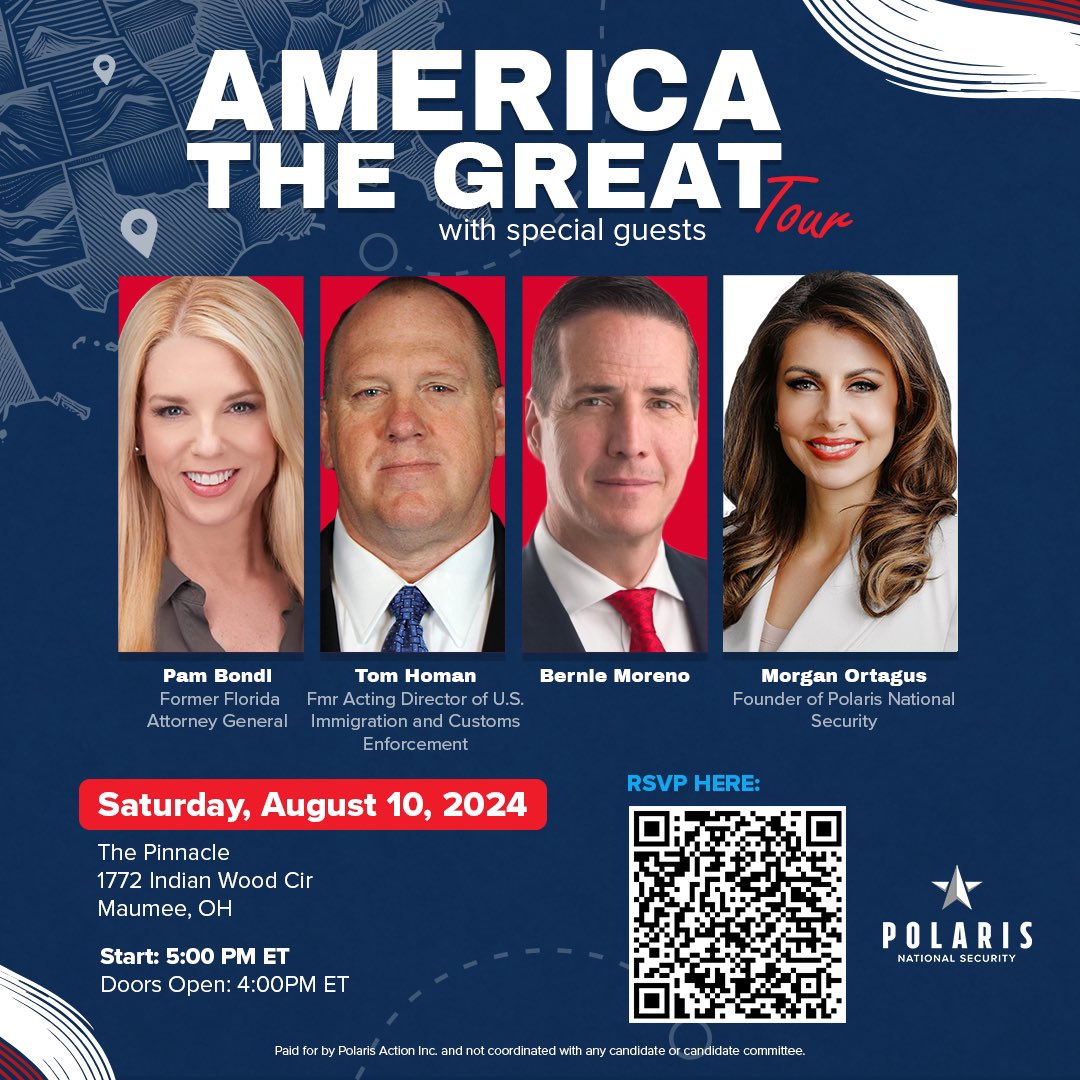 AMERICA
THE GREAT
Tour
with special guests
Pam Bondi
Former Florida
Attorney General
Tom Homan
Fmr Acting Director of U.S.
Immigration and Customs
Enforcement
Bernie Moreno
Morgan Ortagus
Founder of Polaris National
Security
Saturday, August 10, 2024
The Pinnacle
1772 Indian Wood Cir
Maumee, OH
Start: 5:00 PM ET
Doors Open: 4:00PM ET
RSVP HERE:
POLARIS
NATIONAL SECURITY
Paid for by Polaris Action Inc. and not coordinated with any candidate or candidate committee.